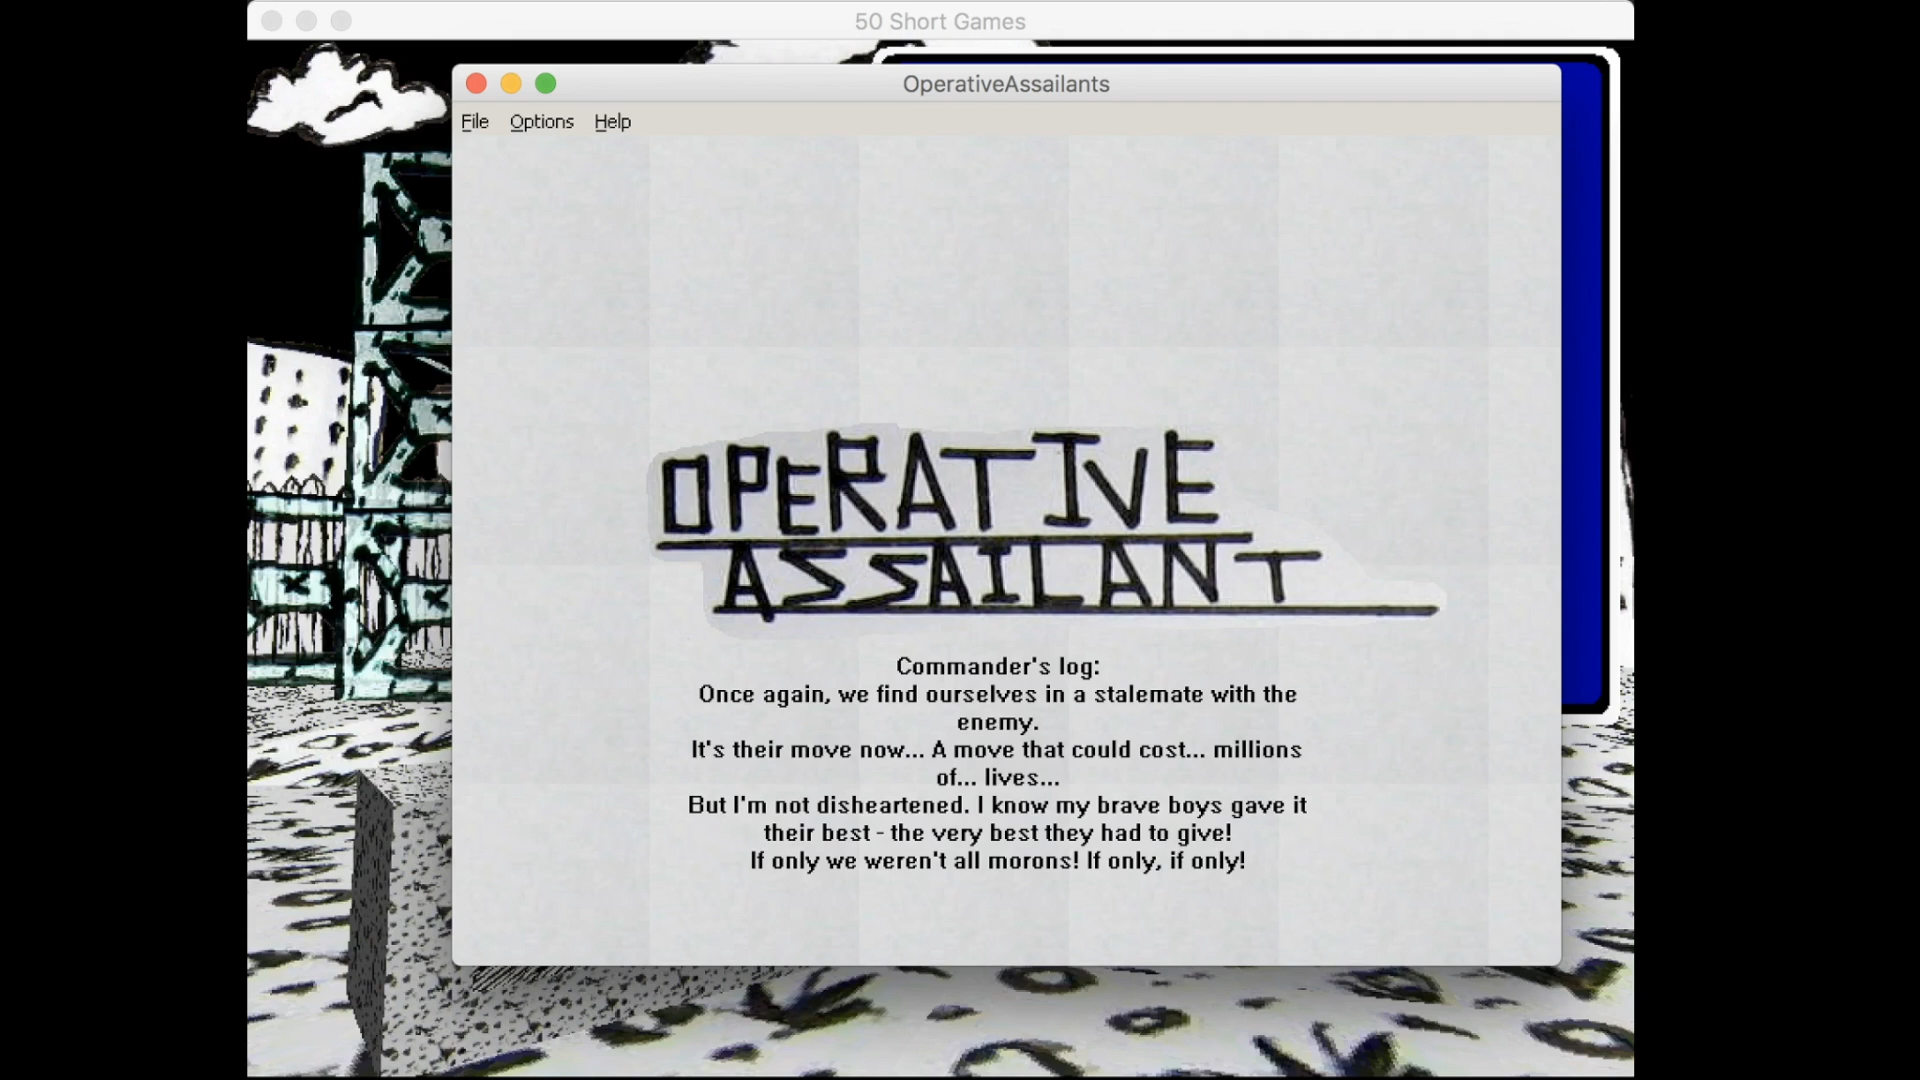 50 Short Games
OperativeAssailants
File Options Help
OPERATIVE
ASSAILANT
Commander's log:
Once again, we find ourselves in a stalemate with the
enemy.
It's their move now... A move that could cost... millions
of... lives...
But I'm not disheartened. I know my brave boys gave it
their best - the very best they had to give!
If only we weren't all morons! If only, if only!